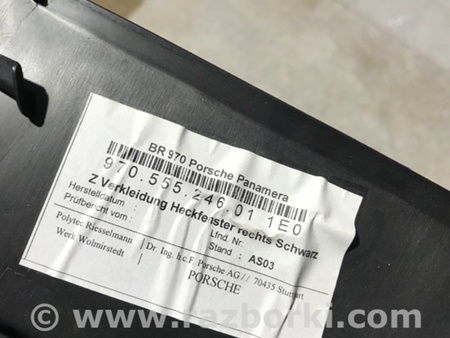 BR 970 Porsche Panamera
970.555.246.01 1E0
Z Verkleidung Heckfenster rechts Schwarz
Herstelldatum :
Lfnd. Nr:
Prüfbericht vom :
Stand : AS03
Polytec Riesselmann
Werk Wolmirstedt
Dr. Ing. h.c.F. Porsche AG // 70435 Stuttgart
PORSCHE
www.razborki.com